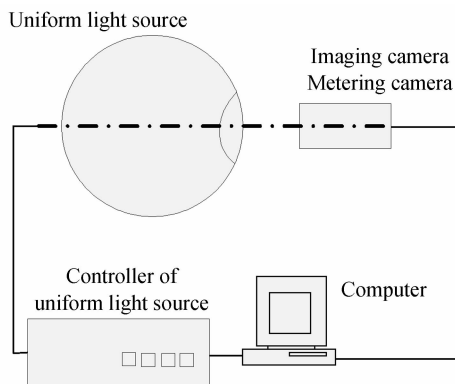 Uniform light source
Imaging camera
Metering camera
Controller of
uniform light source
Computer